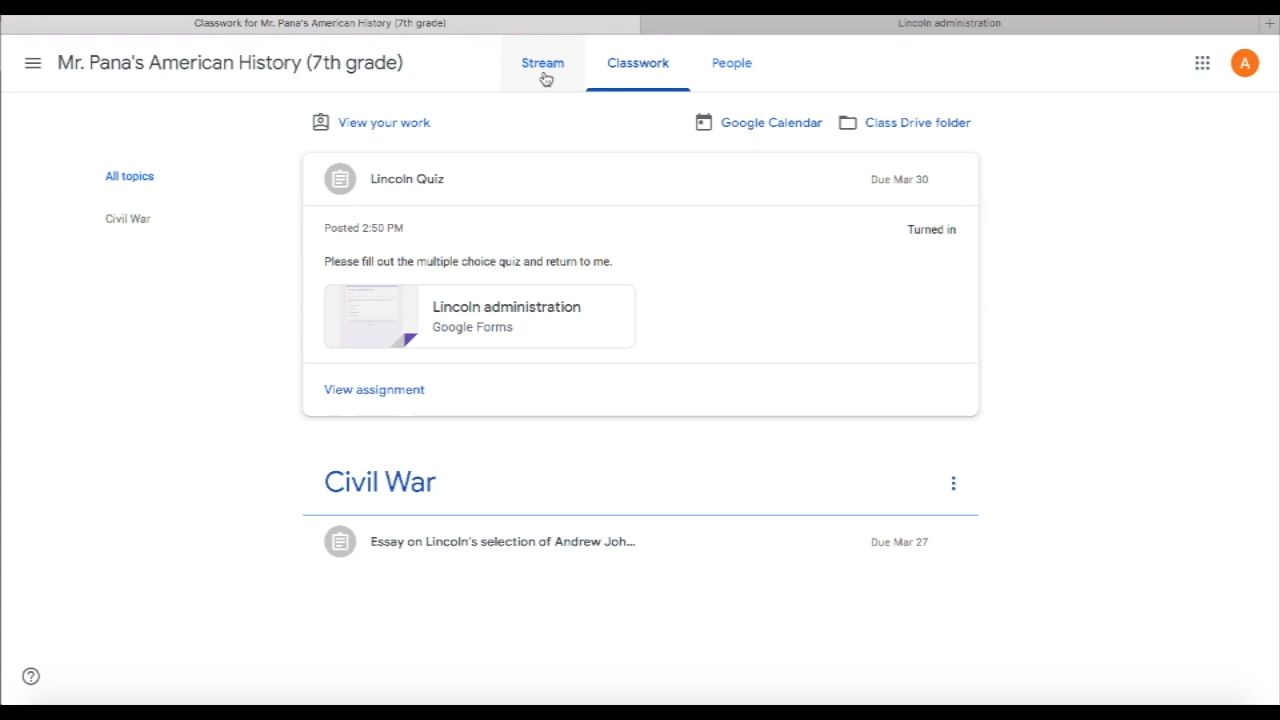 Classwork for Mr. Pana's American History (7th grade)
Lincoln administration
Mr. Pana's American History (7th grade)
Stream
Classwork
People
A
View your work
Google Calendar
Class Drive folder
All topics
Civil War
Lincoln Quiz
Due Mar 30
Posted 2:50 PM
Turned in
Please fill out the multiple choice quiz and return to me.
Lincoln administration
Google Forms
View assignment
Civil War
Essay on Lincoln's selection of Andrew Joh...
Due Mar 27